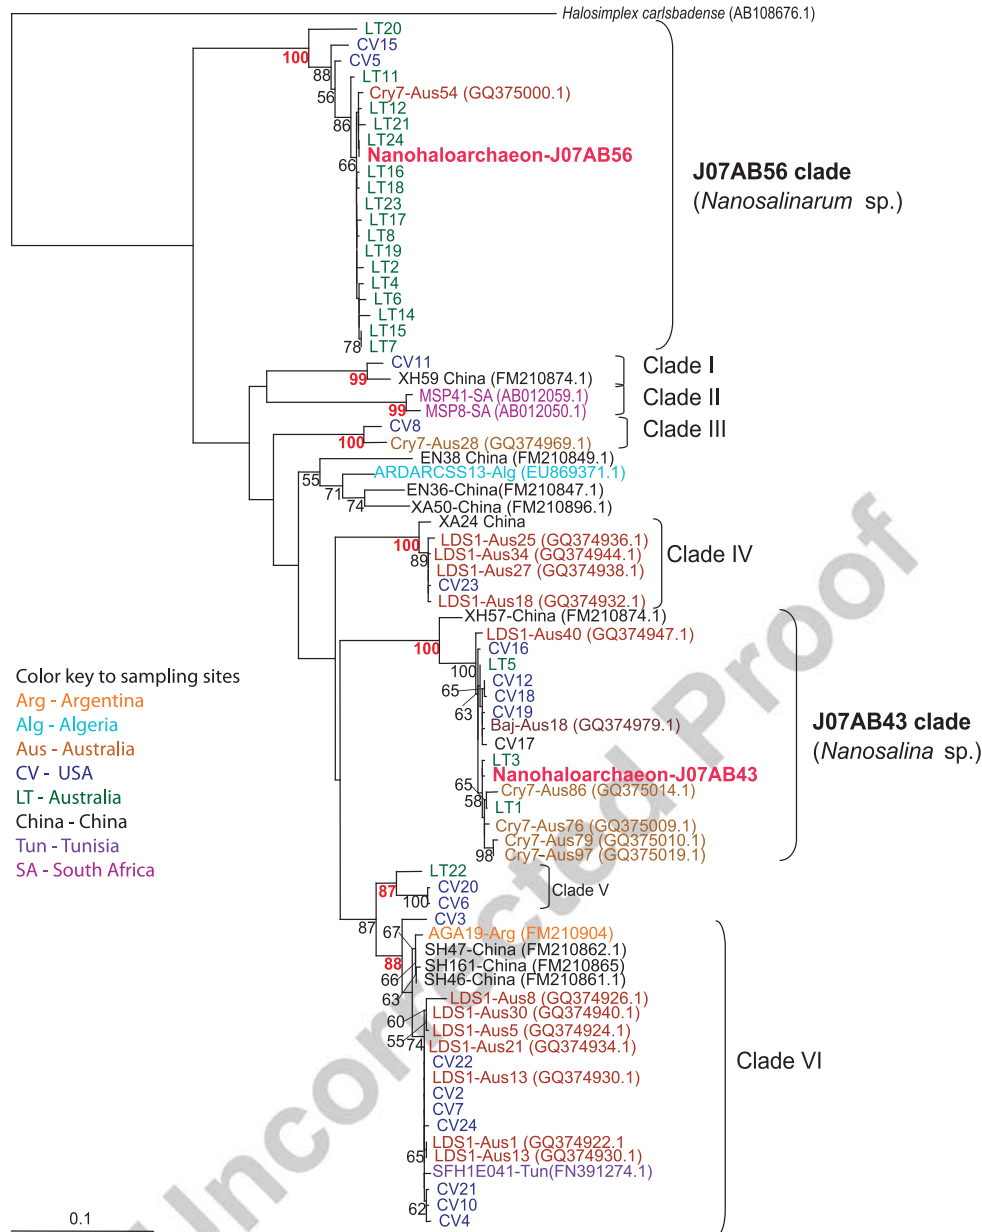 Halosimplex carlsbadense (AB108676.1)
LT20
CV15
100
88
CV5
56
LT11
Cry7-Aus54 (GQ375000.1)
LT12
86
LT21
LT24
Nanohaloarchaeon-J07AB56
66
LT16
J07AB56 clade
LT18
(Nanosalinarum sp.)
LT23
LT17
LT8
LT19
LT2
LT4
LT6
LT14
LT15
78
LT7
CV11
Clade I
99
XH59 China (FM210874.1)
MSP41-SA (AB012059.1)
Clade II
99
MSP8-SA (AB012050.1)
CV8
Clade III
100
Cry7-Aus28 (GQ374969.1)
EN38 China (FM210849.1)
55
ARDARCSS13-Alg (EU869371.1)
71
EN36-China(FM210847.1)
74
XA50-China (FM210896.1)
XA24 China
100
LDS1-Aus25 (GQ374936.1)
89
LDS1-Aus34 (GQ374944.1)
Clade IV
LDS1-Aus27 (GQ374938.1)
CV23
LDS1-Aus18 (GQ374932.1)
XH57-China (FM210874.1)
LDS1-Aus40 (GQ374947.1)
100
CV16
100
LT5
65
CV12
CV18
63
CV19
Baj-Aus18 (GQ374979.1)
J07AB43 clade
CV17
(Nanosalina sp.)
LT3
Nanohaloarchaeon-J07AB43
65
Cry7-Aus86 (GQ375014.1)
58
LT1
Cry7-Aus76 (GQ375009.1)
Cry7-Aus79 (GQ375010.1)
98
Cry7-Aus97 (GQ375019.1)
Color key to sampling sites
Arg - Argentina
Alg - Algeria
Aus - Australia
CV - USA
LT - Australia
China - China
Tun - Tunisia
SA - South Africa
LT22
87
CV20
Clade V
100
CV6
87
CV3
67
AGA19-Arg (FM210904)
SH47-China (FM210862.1)
88
SH161-China (FM210865)
66
SH46-China (FM210861.1)
63
LDS1-Aus8 (GQ374926.1)
60
LDS1-Aus30 (GQ374940.1)
55
LDS1-Aus5 (GQ374924.1)
74
LDS1-Aus21 (GQ374934.1)
CV22
Clade VI
LDS1-Aus13 (GQ374930.1)
CV2
CV7
CV24
LDS1-Aus1 (GQ374922.1
65
LDS1-Aus13 (GQ374930.1)
SFH1E041-Tun(FN391274.1)
CV21
62
CV10
CV4
0.1
Uncorrected Proof